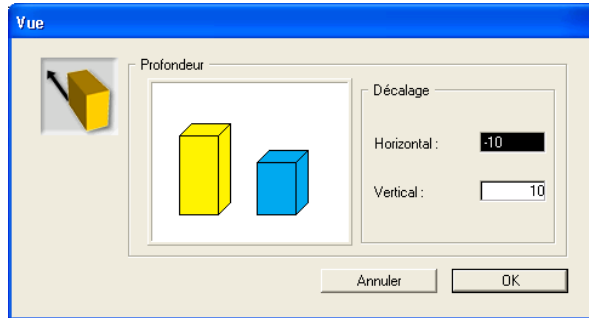 Vue
Profondeur
Décalage
Horizontal :
-10
Vertical :
10
Annuler
OK